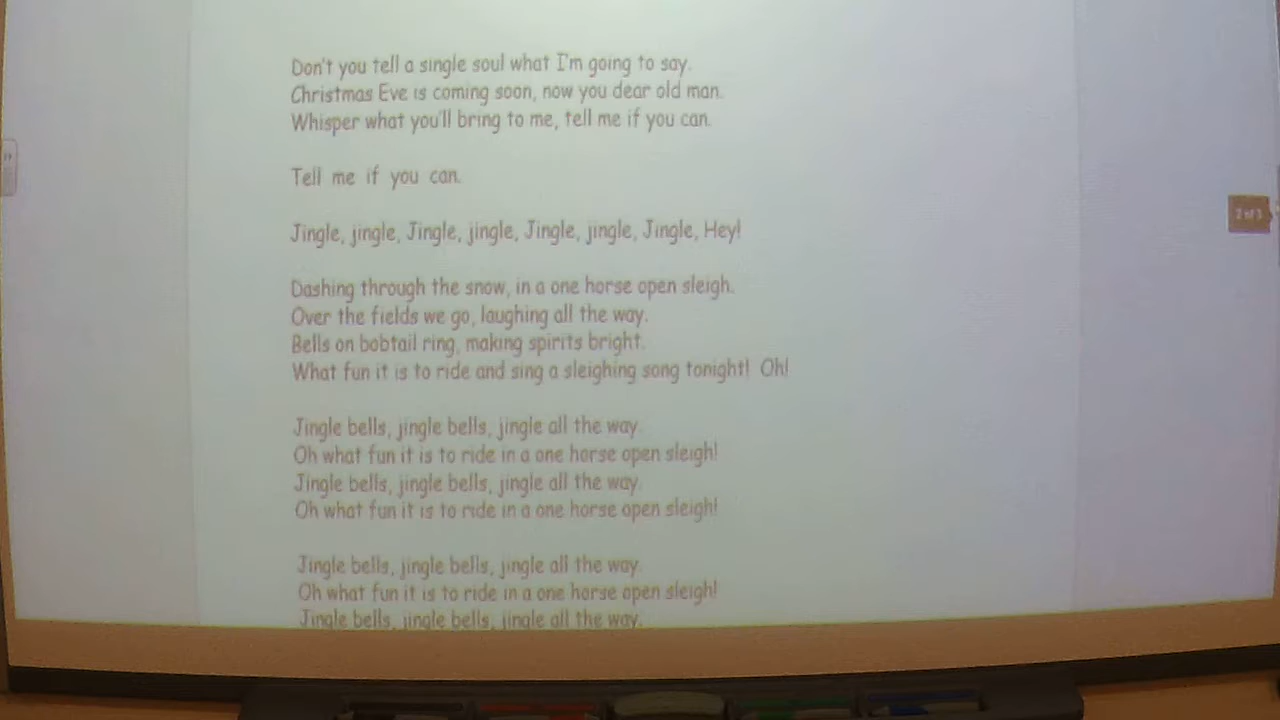 Don't you tell a single soul what I'm going to say.
Christmas Eve is coming soon, now you dear old man.
Whisper what you'll bring to me, tell me if you can.
Tell me if you can.
Jingle, jingle, Jingle, jingle, Jingle, jingle, Jingle, Hey!
Dashing through the snow, in a one horse open sleigh.
Over the fields we go, laughing all the way.
Bells on bobtail ring, making spirits bright.
What fun it is to ride and sing a sleighing song tonight! Oh!
Jingle bells, jingle bells, jingle all the way.
Oh what fun it is to ride in a one horse open sleigh!
Jingle bells, jingle bells, jingle all the way.
Oh what fun it is to ride in a one horse open sleigh!
Jingle bells, jingle bells, jingle all the way.
Oh what fun it is to ride in a one horse open sleigh!
Jingle bells, jingle bells, jingle all the way.
2 of 3